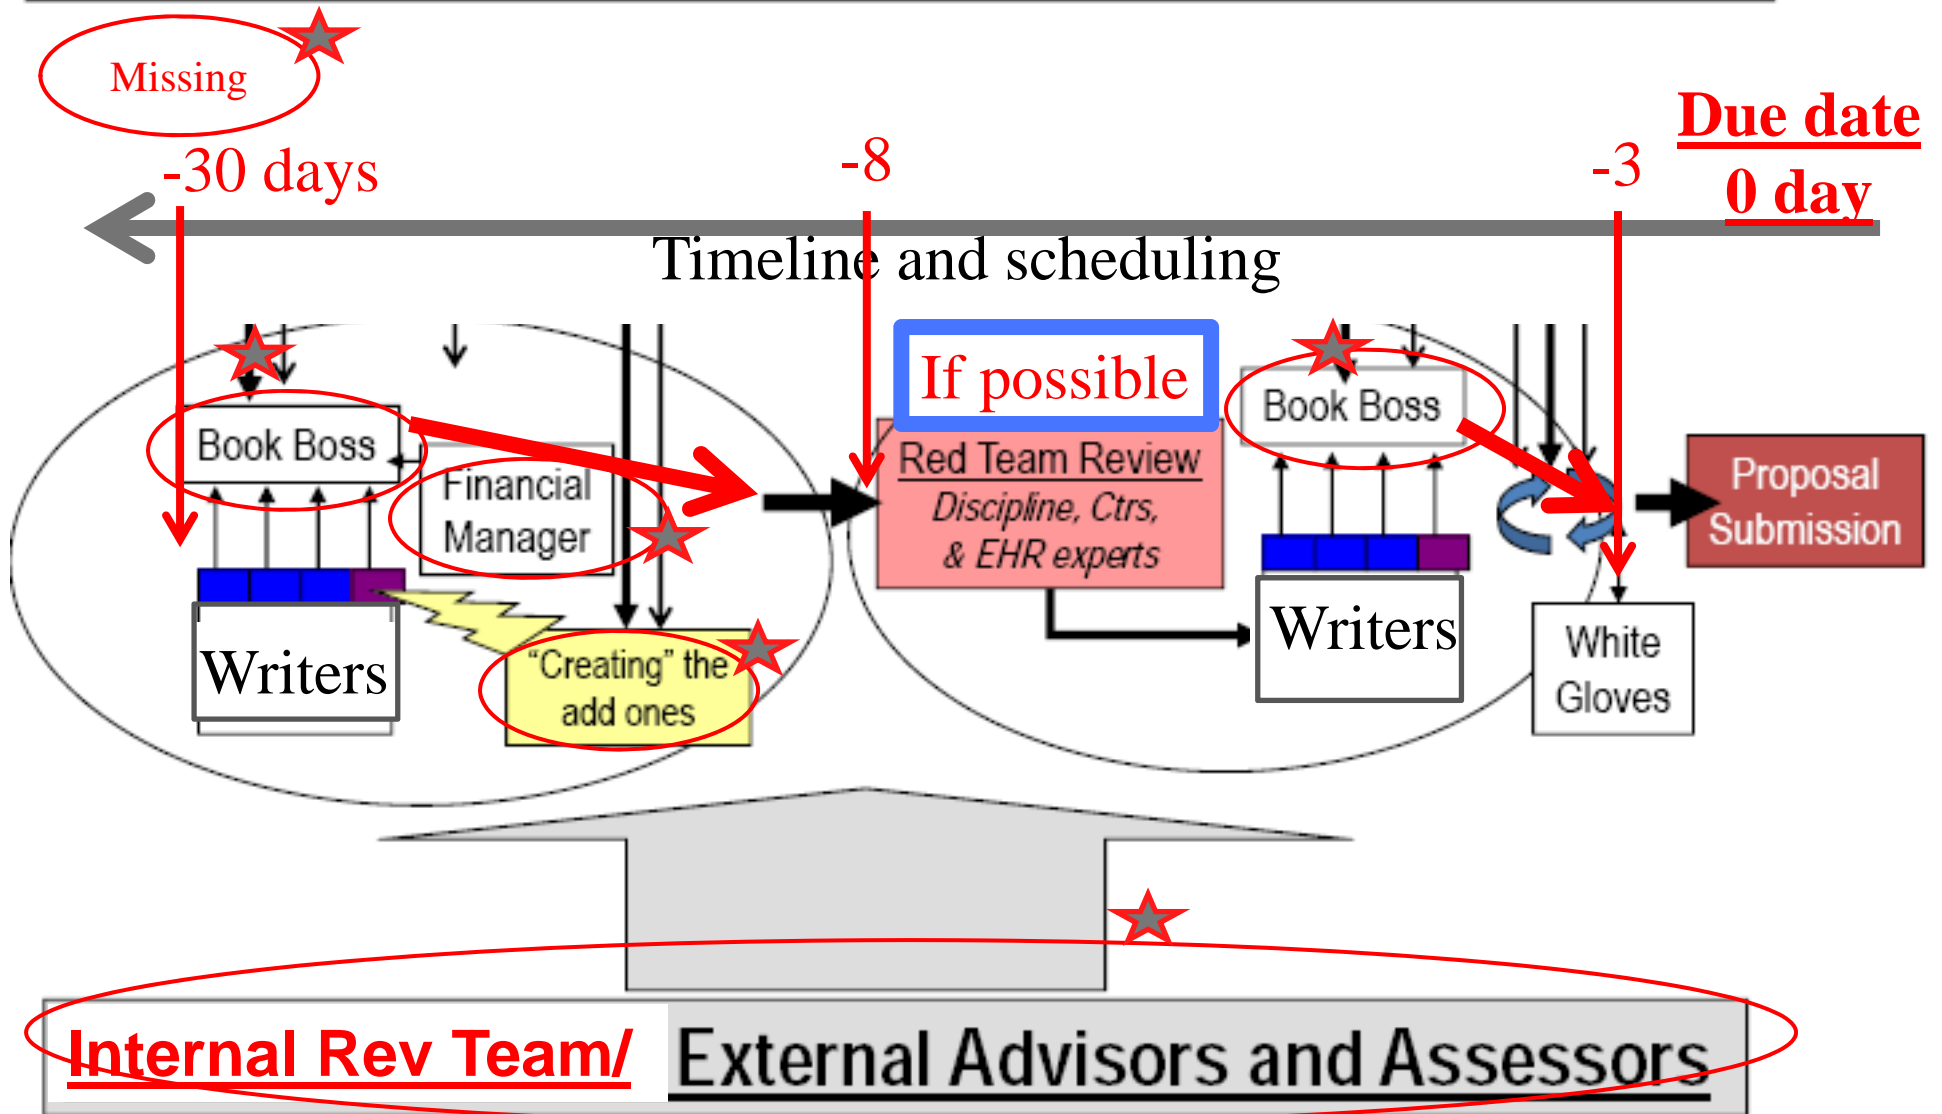 Missing
-30 days
-8
-3
Due date
0 day
Timeline and scheduling
Book Boss
Financial
Manager
Writers
"Creating" the
add ones
If possible
Red Team Review
Discipline, Ctrs,
& EHR experts
Book Boss
Writers
White
Gloves
Proposal
Submission
Internal Rev Team/ External Advisors and Assessors